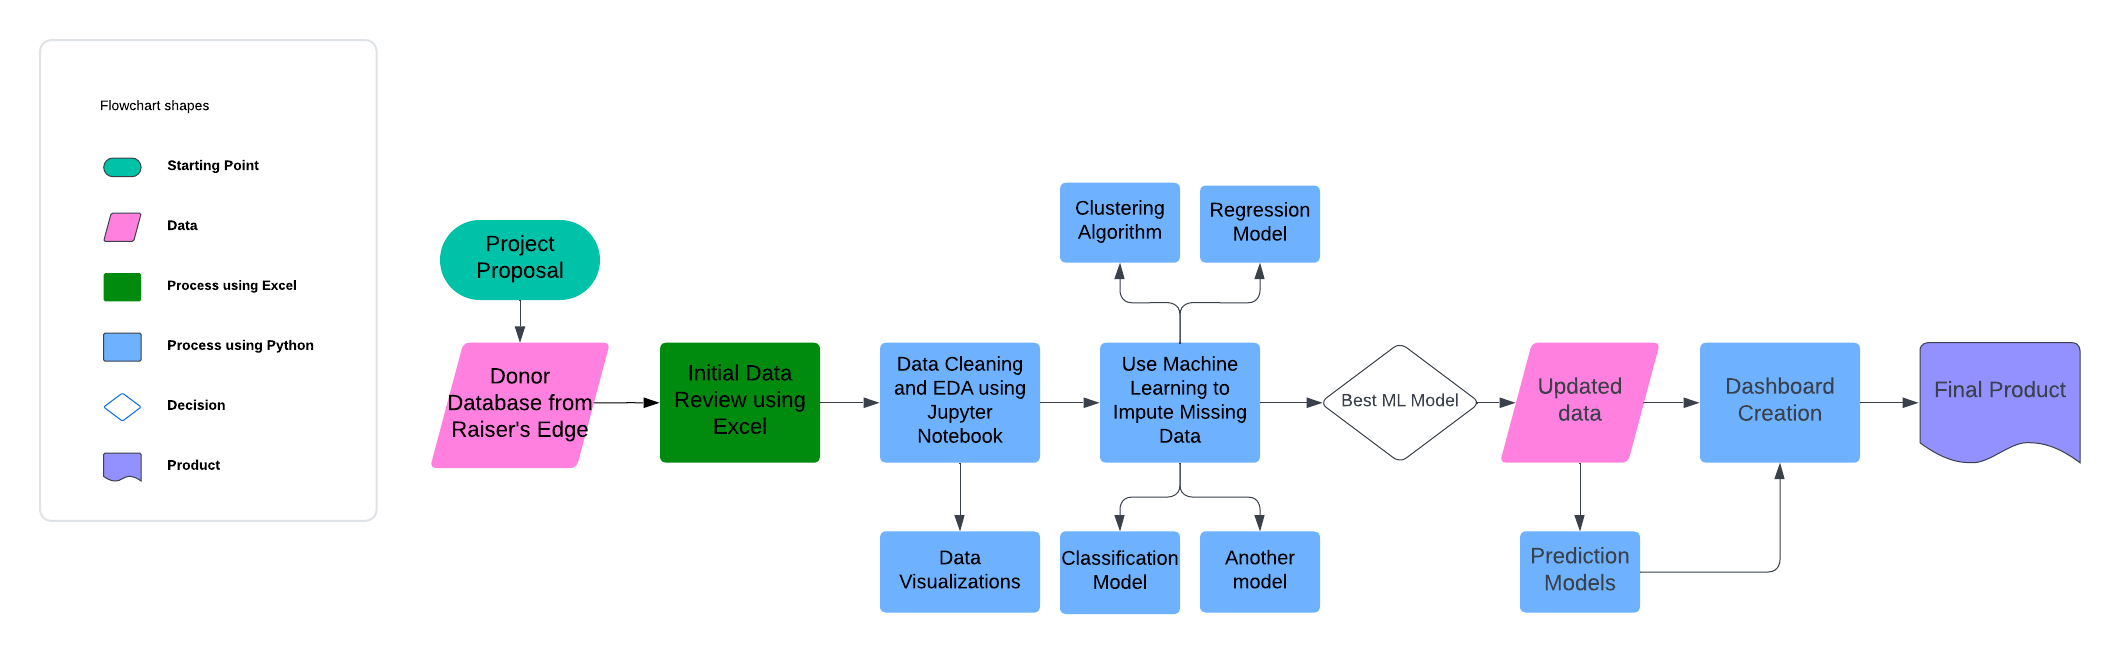 Flowchart shapes
Starting Point
Data
Process using Excel
Process using Python
Decision
Product
Project
Proposal
Donor
Database from
Raiser's Edge
Initial Data
Review using
Excel
Data Cleaning
and EDA using
Jupyter
Notebook
Data
Visualizations
Use Machine
Learning to
Impute Missing
Data
Clustering
Algorithm
Regression
Model
Classification
Model
Another
model
Best ML Model
Updated
data
Prediction
Models
Dashboard
Creation
Final Product